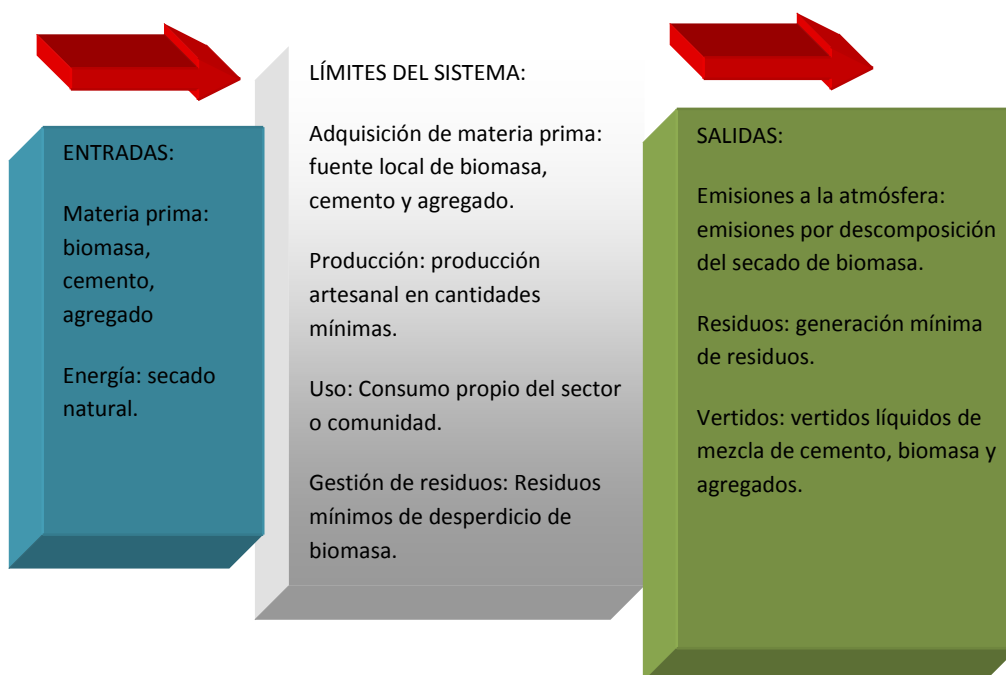 ENTRADAS:
Materia prima:
biomasa,
cemento,
agregado
Energía: secado
natural.
LÍMITES DEL SISTEMA:
Adquisición de materia prima:
fuente local de biomasa,
cemento y agregado.
Producción: producción
artesanal en cantidades
mínimas.
Uso: Consumo propio del sector
o comunidad.
Gestión de residuos: Residuos
mínimos de desperdicio de
biomasa.
SALIDAS:
Emisiones a la atmósfera:
emisiones por descomposición
del secado de biomasa.
Residuos: generación mínima
de residuos.
Vertidos: vertidos líquidos de
mezcla de cemento, biomasa y
agregados.